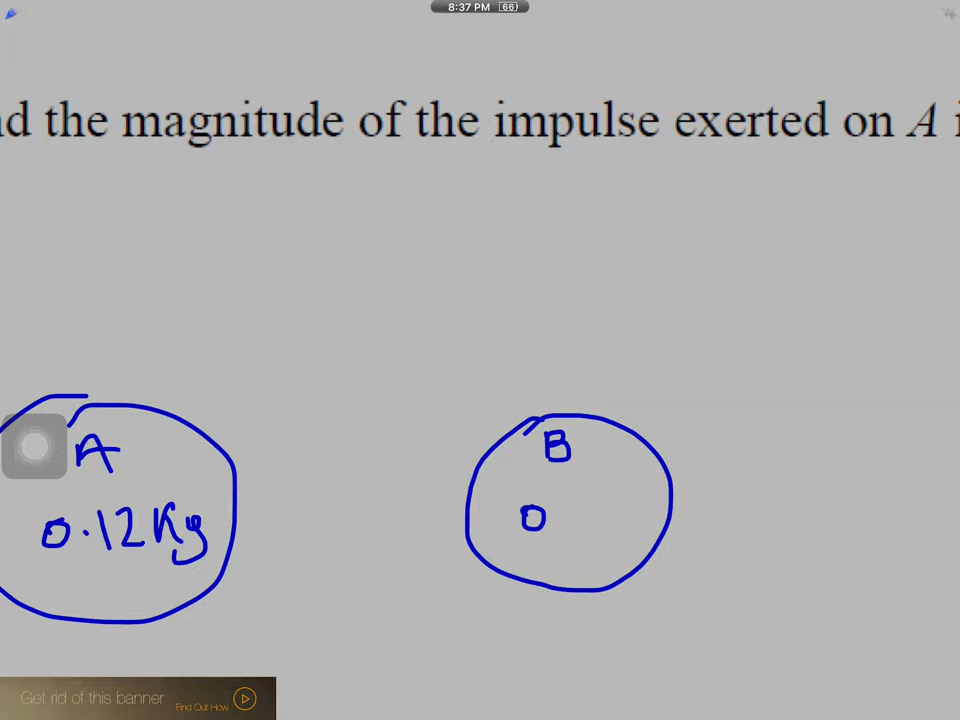 8:37 PM 66
the magnitude of the impulse exerted on A
A
0.12Kg
B
0
Get rid of this banner
Find Out How